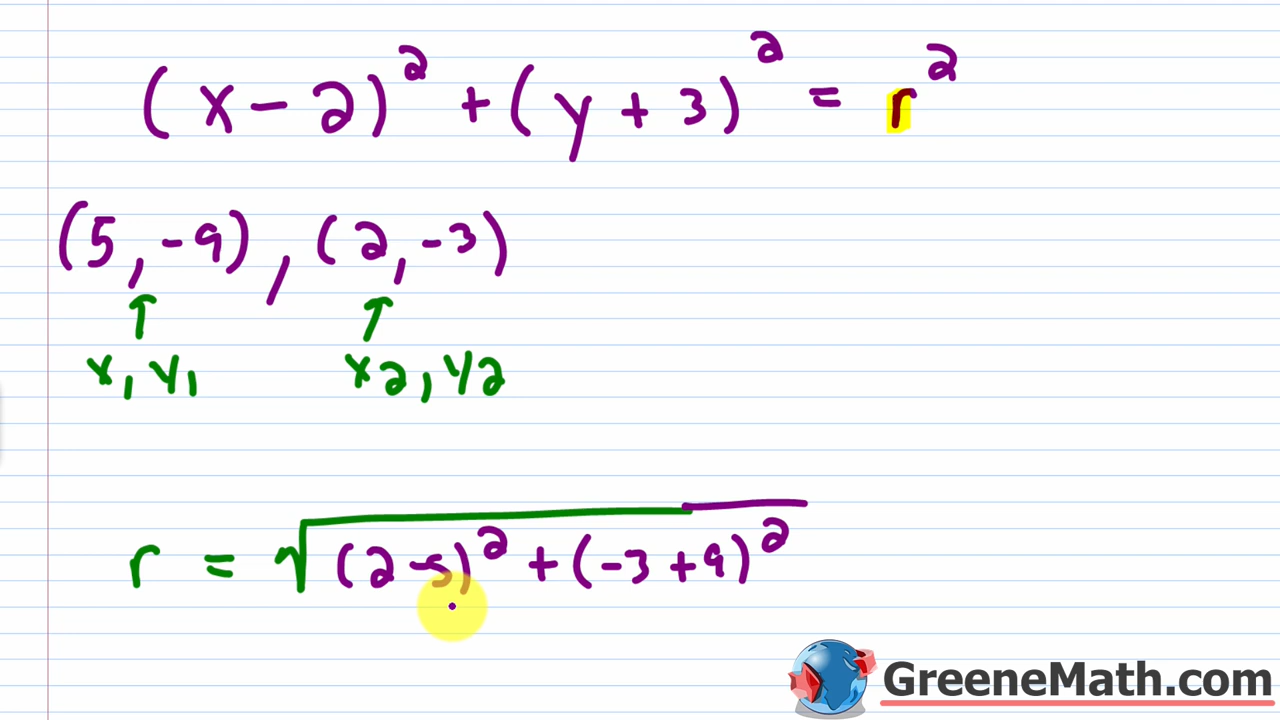 (x - 2)² + (y + 3)² = r²
(5, -9), (2, -3)
x₁, y₁ x₂, y₂
r = √((2-5)² + (-3+9)²)
GreeneMath.com